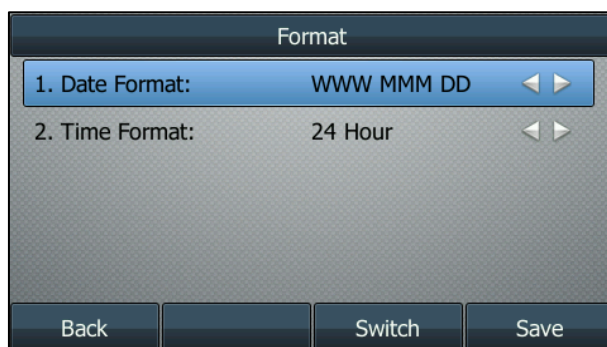 Format
1. Date Format: WWW MMM DD
2. Time Format: 24 Hour
Back Switch Save